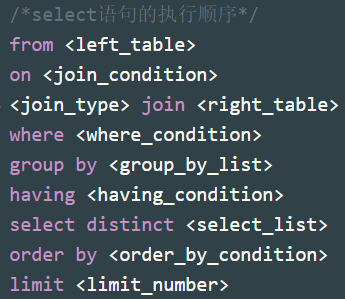 /*select语句的执行顺序*/
from <left_table>
on <join_condition>
<join_type> join <right_table>
where <where_condition>
group by <group_by_list>
having <having_condition>
select distinct <select_list>
order by <order_by_condition>
limit <limit_number>